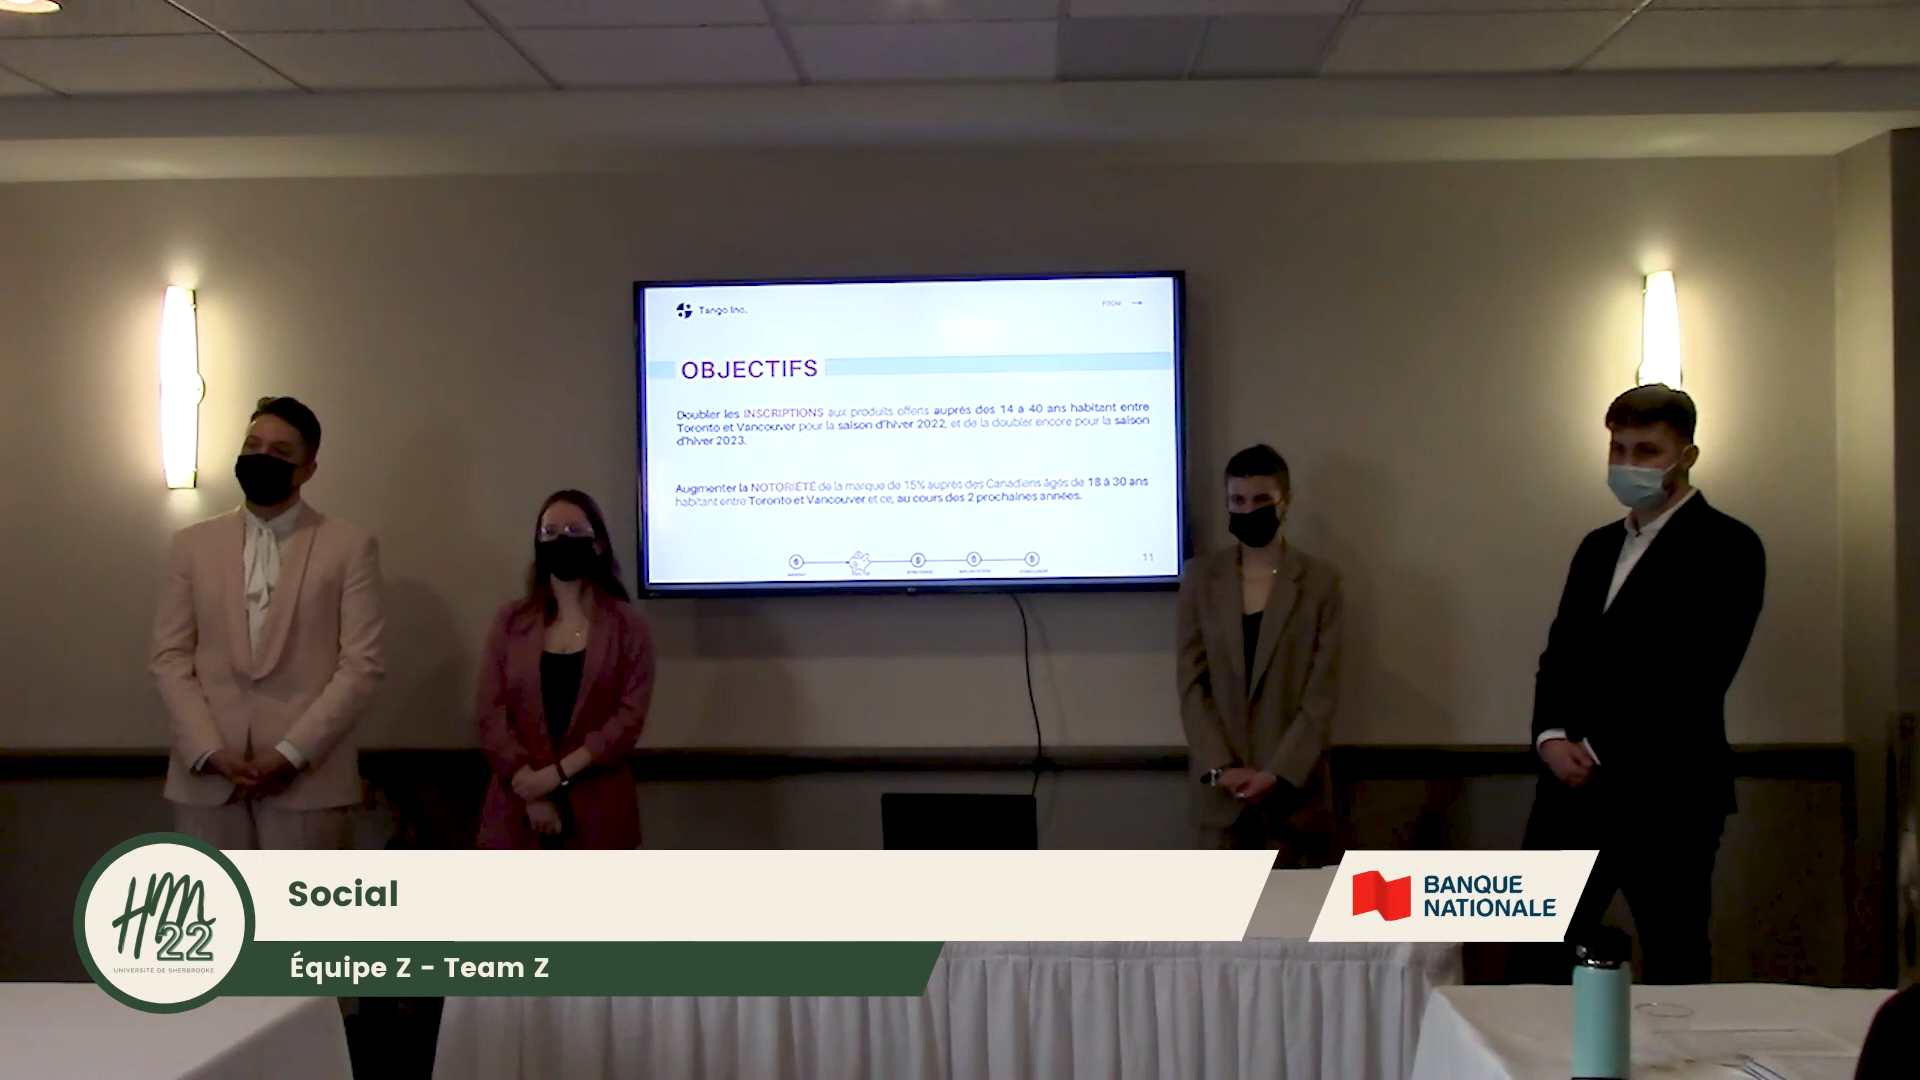 Tango Inc.
FDOM →
OBJECTIFS
Doubler les INSCRIPTIONS aux produits offerts auprès des 14 à 40 ans habitant entre
Toronto et Vancouver pour la saison d'hiver 2022, et de la doubler encore pour la saison
d'hiver 2023.
Augmenter la NOTORIÉTÉ de la marque de 15% auprès des Canadiens âgés de 18 à 30 ans
habitant entre Toronto et Vancouver et ce, au cours des 2 prochaines années.
11
Social
BANQUE
NATIONALE
HM
22
UNIVERSITÉ DE SHERBROOKE
Équipe Z - Team Z